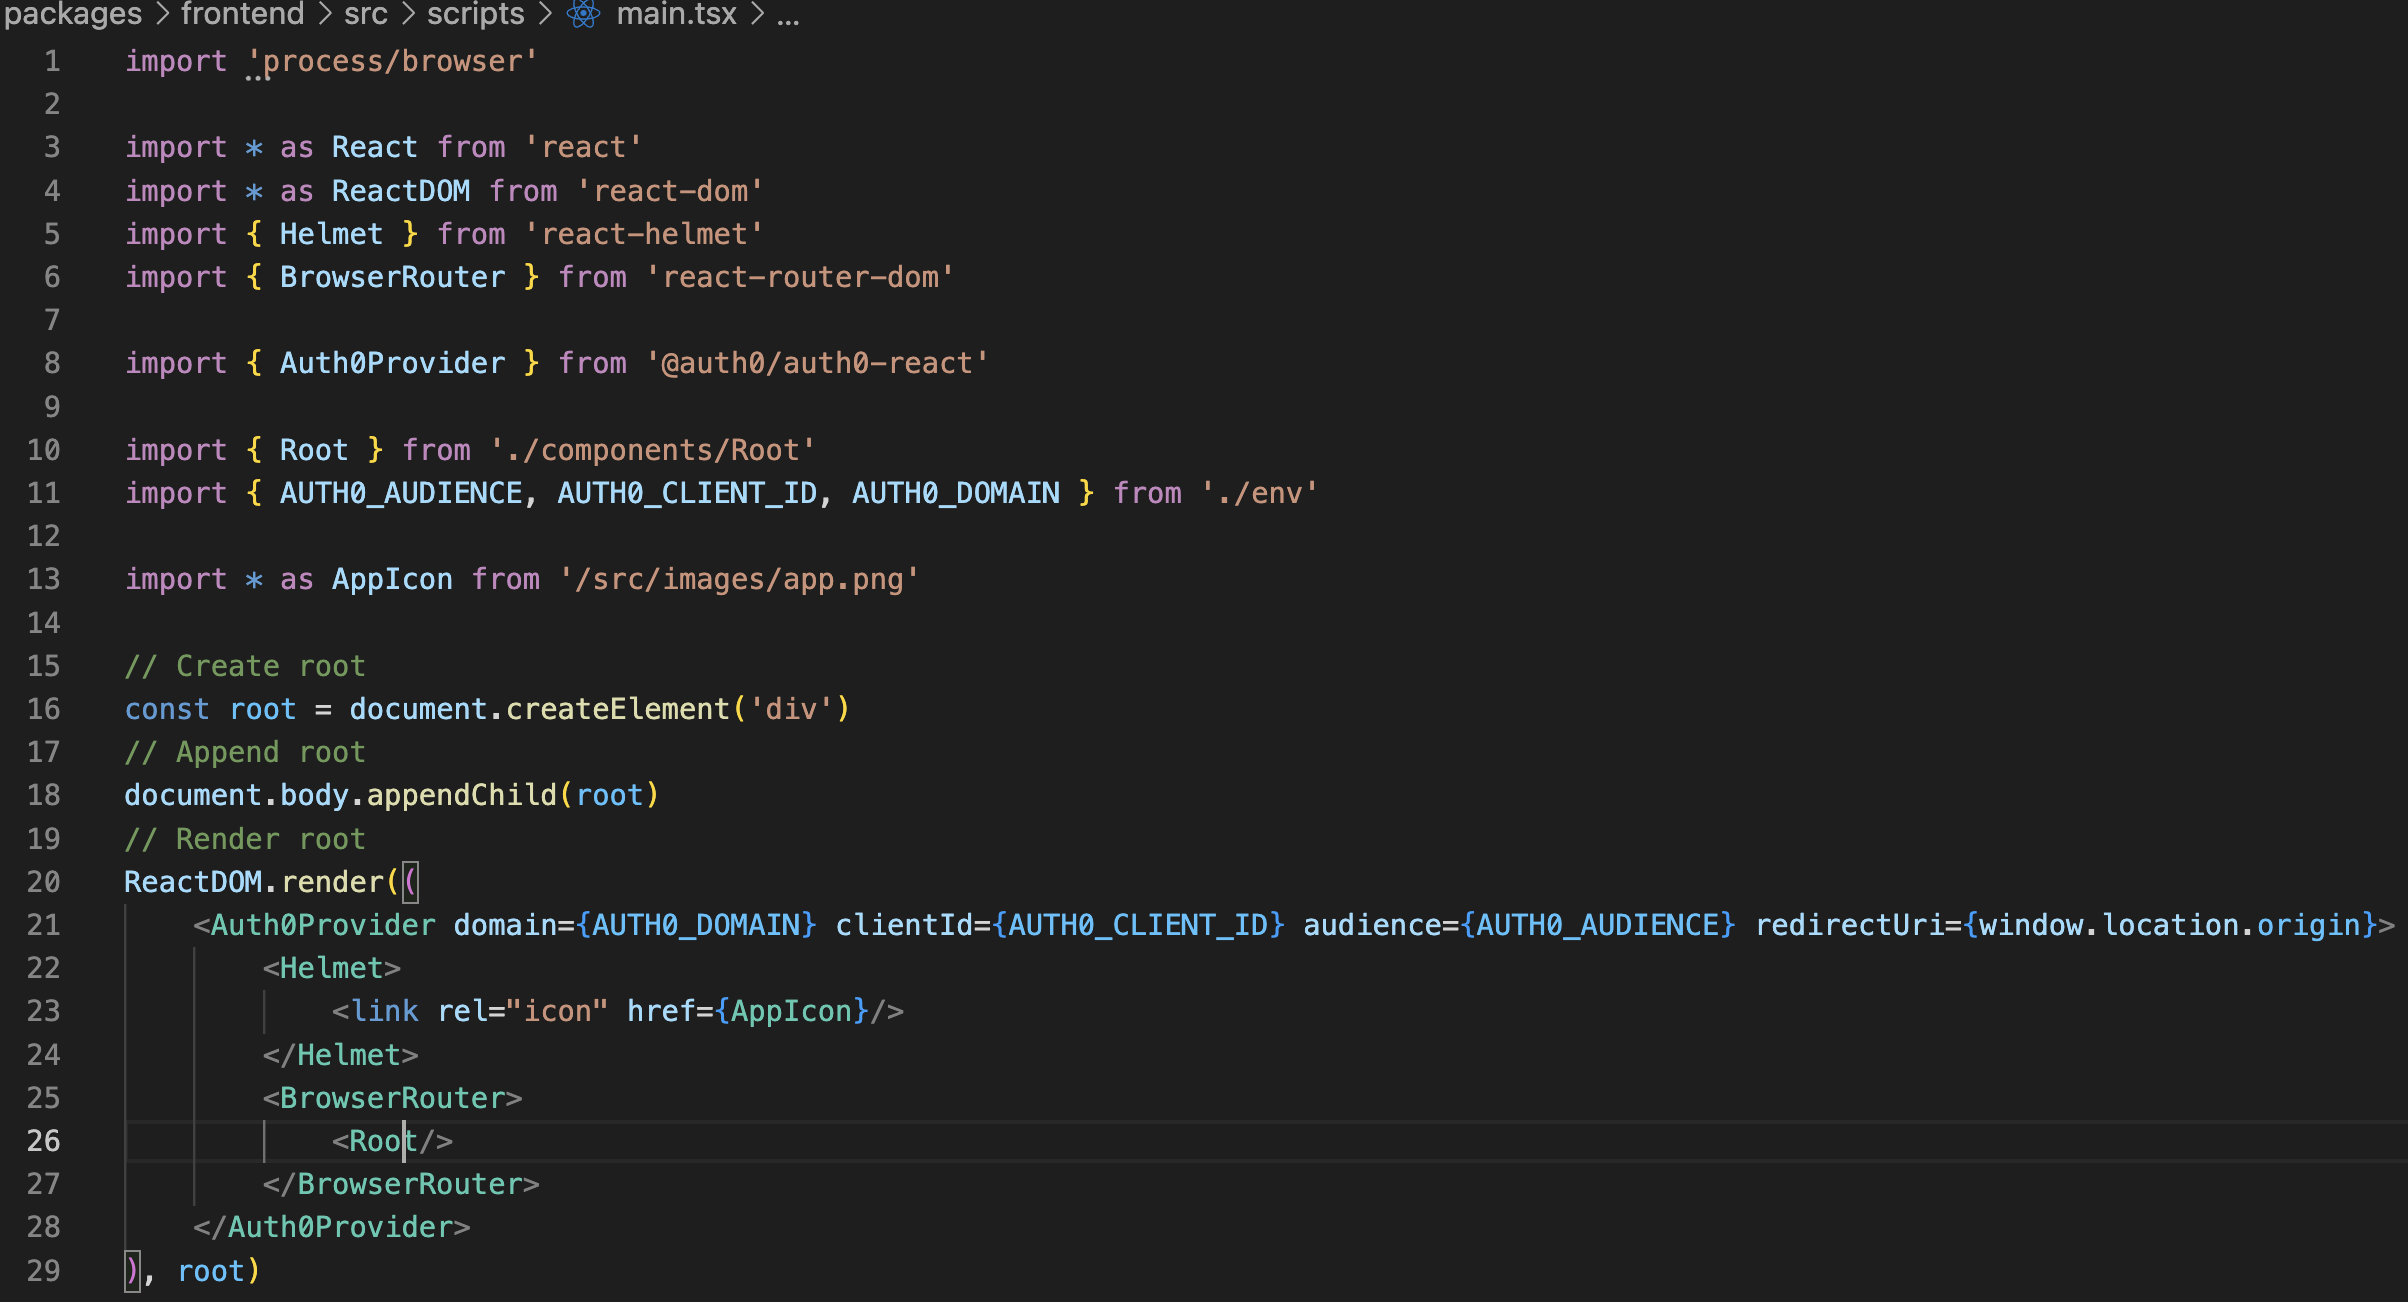 packages > frontend > src > scripts > main.tsx > ...
1 import 'process/browser'
2
3 import * as React from 'react'
4 import * as ReactDOM from 'react-dom'
5 import { Helmet } from 'react-helmet'
6 import { BrowserRouter } from 'react-router-dom'
7
8 import { Auth0Provider } from '@auth0/auth0-react'
9
10 import { Root } from './components/Root'
11 import { AUTH0_AUDIENCE, AUTH0_CLIENT_ID, AUTH0_DOMAIN } from './env'
12
13 import * as AppIcon from '/src/images/app.png'
14
15 // Create root
16 const root = document.createElement('div')
17 // Append root
18 document.body.appendChild(root)
19 // Render root
20 ReactDOM.render((
21     <Auth0Provider domain={AUTH0_DOMAIN} clientId={AUTH0_CLIENT_ID} audience={AUTH0_AUDIENCE} redirectUri={window.location.origin}>
22         <Helmet>
23             <link rel="icon" href={AppIcon}/>
24         </Helmet>
25         <BrowserRouter>
26             <Root/>
27         </BrowserRouter>
28     </Auth0Provider>
29 ), root)